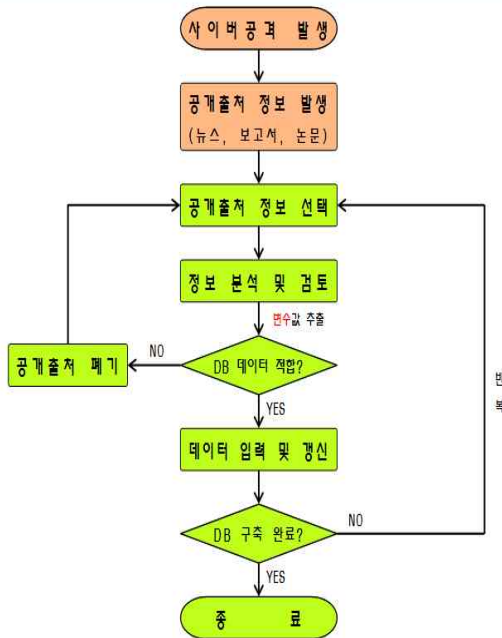 사이버공격 발생
공개출처 정보 발생
(뉴스, 보고서, 논문)
공개출처 정보 선택
정보 분석 및 검토
변수값 추출
DB 데이터 적합?
NO
공개출처 폐기
YES
데이터 입력 및 갱신
반
복
DB 구축 완료?
NO
YES
종 료